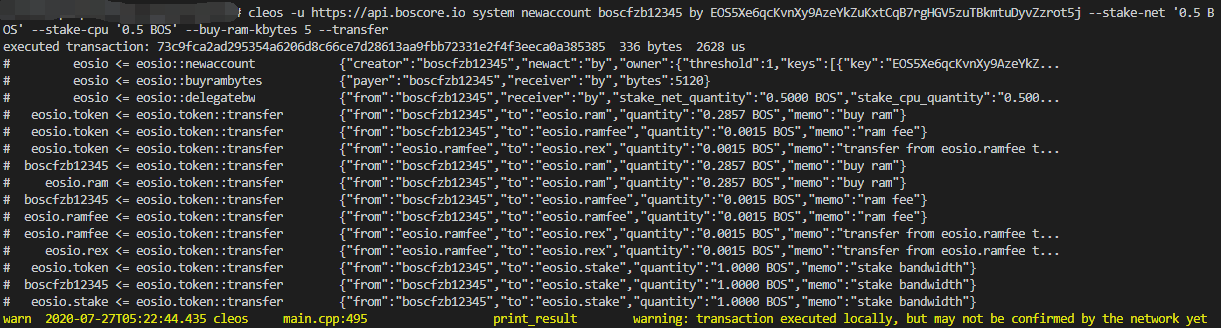 # cleos -u https://api.boscore.io system newaccount boscfzb12345 by EOS5Xe6qcKvnXy9AzeYkZuKxtCqB7rgHGV5zuTBkmtuDyvZzrot5j --stake-net '0.5 B
OS' --stake-cpu '0.5 BOS' --buy-ram-kbytes 5 --transfer
executed transaction: 73c9fca2ad295354a6206d8c66ce7d28613aa9fbb72331e2f4f3eeca0a385385  336 bytes  2628 us
#         eosio <= eosio::newaccount            {"creator":"boscfzb12345","newact":"by","owner":{"threshold":1,"keys":[{"key":"EOS5Xe6qcKvnXy9AzeYkZ...
#         eosio <= eosio::buyrambytes           {"payer":"boscfzb12345","receiver":"by","bytes":5120}
#         eosio <= eosio::delegatebw            {"from":"boscfzb12345","receiver":"by","stake_net_quantity":"0.5000 BOS","stake_cpu_quantity":"0.500...
#   eosio.token <= eosio.token::transfer        {"from":"boscfzb12345","to":"eosio.ram","quantity":"0.2857 BOS","memo":"buy ram"}
#   eosio.token <= eosio.token::transfer        {"from":"boscfzb12345","to":"eosio.ramfee","quantity":"0.0015 BOS","memo":"ram fee"}
#   eosio.token <= eosio.token::transfer        {"from":"eosio.ramfee","to":"eosio.rex","quantity":"0.0015 BOS","memo":"transfer from eosio.ramfee t...
#  boscfzb12345 <= eosio.token::transfer        {"from":"boscfzb12345","to":"eosio.ram","quantity":"0.2857 BOS","memo":"buy ram"}
#     eosio.ram <= eosio.token::transfer        {"from":"boscfzb12345","to":"eosio.ram","quantity":"0.2857 BOS","memo":"buy ram"}
#  boscfzb12345 <= eosio.token::transfer        {"from":"boscfzb12345","to":"eosio.ramfee","quantity":"0.0015 BOS","memo":"ram fee"}
#  eosio.ramfee <= eosio.token::transfer        {"from":"boscfzb12345","to":"eosio.ramfee","quantity":"0.0015 BOS","memo":"ram fee"}
#  eosio.ramfee <= eosio.token::transfer        {"from":"eosio.ramfee","to":"eosio.rex","quantity":"0.0015 BOS","memo":"transfer from eosio.ramfee t...
#     eosio.rex <= eosio.token::transfer        {"from":"eosio.ramfee","to":"eosio.rex","quantity":"0.0015 BOS","memo":"transfer from eosio.ramfee t...
#   eosio.token <= eosio.token::transfer        {"from":"boscfzb12345","to":"eosio.stake","quantity":"1.0000 BOS","memo":"stake bandwidth"}
#  boscfzb12345 <= eosio.token::transfer        {"from":"boscfzb12345","to":"eosio.stake","quantity":"1.0000 BOS","memo":"stake bandwidth"}
#   eosio.stake <= eosio.token::transfer        {"from":"boscfzb12345","to":"eosio.stake","quantity":"1.0000 BOS","memo":"stake bandwidth"}
warn  2020-07-27T05:22:44.435 cleos     main.cpp:495                  print_result        warning: transaction executed locally, but may not be confirmed by the network yet